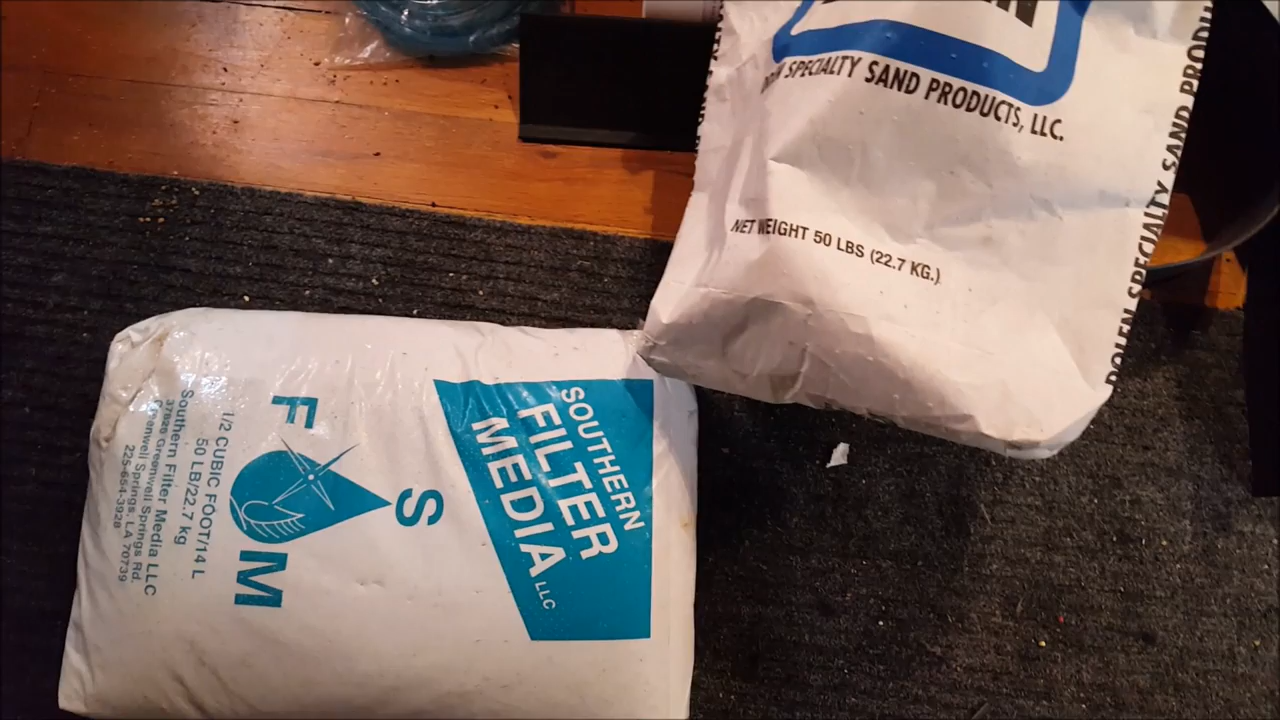 SPECIALTY SAND PRODUCTS, LLC.
NET WEIGHT 50 LBS (22.7 KG.)
DOLEN SPECIALTY SAND
SOUTHERN
FILTER
MEDIA LLC
S
F M
1/2 CUBIC FOOT/14 L
50 LB/22.7 kg
Southern Filter Media LLC
Greenwell Springs Rd.
Greenwell Springs, LA 70739
225-654-3928